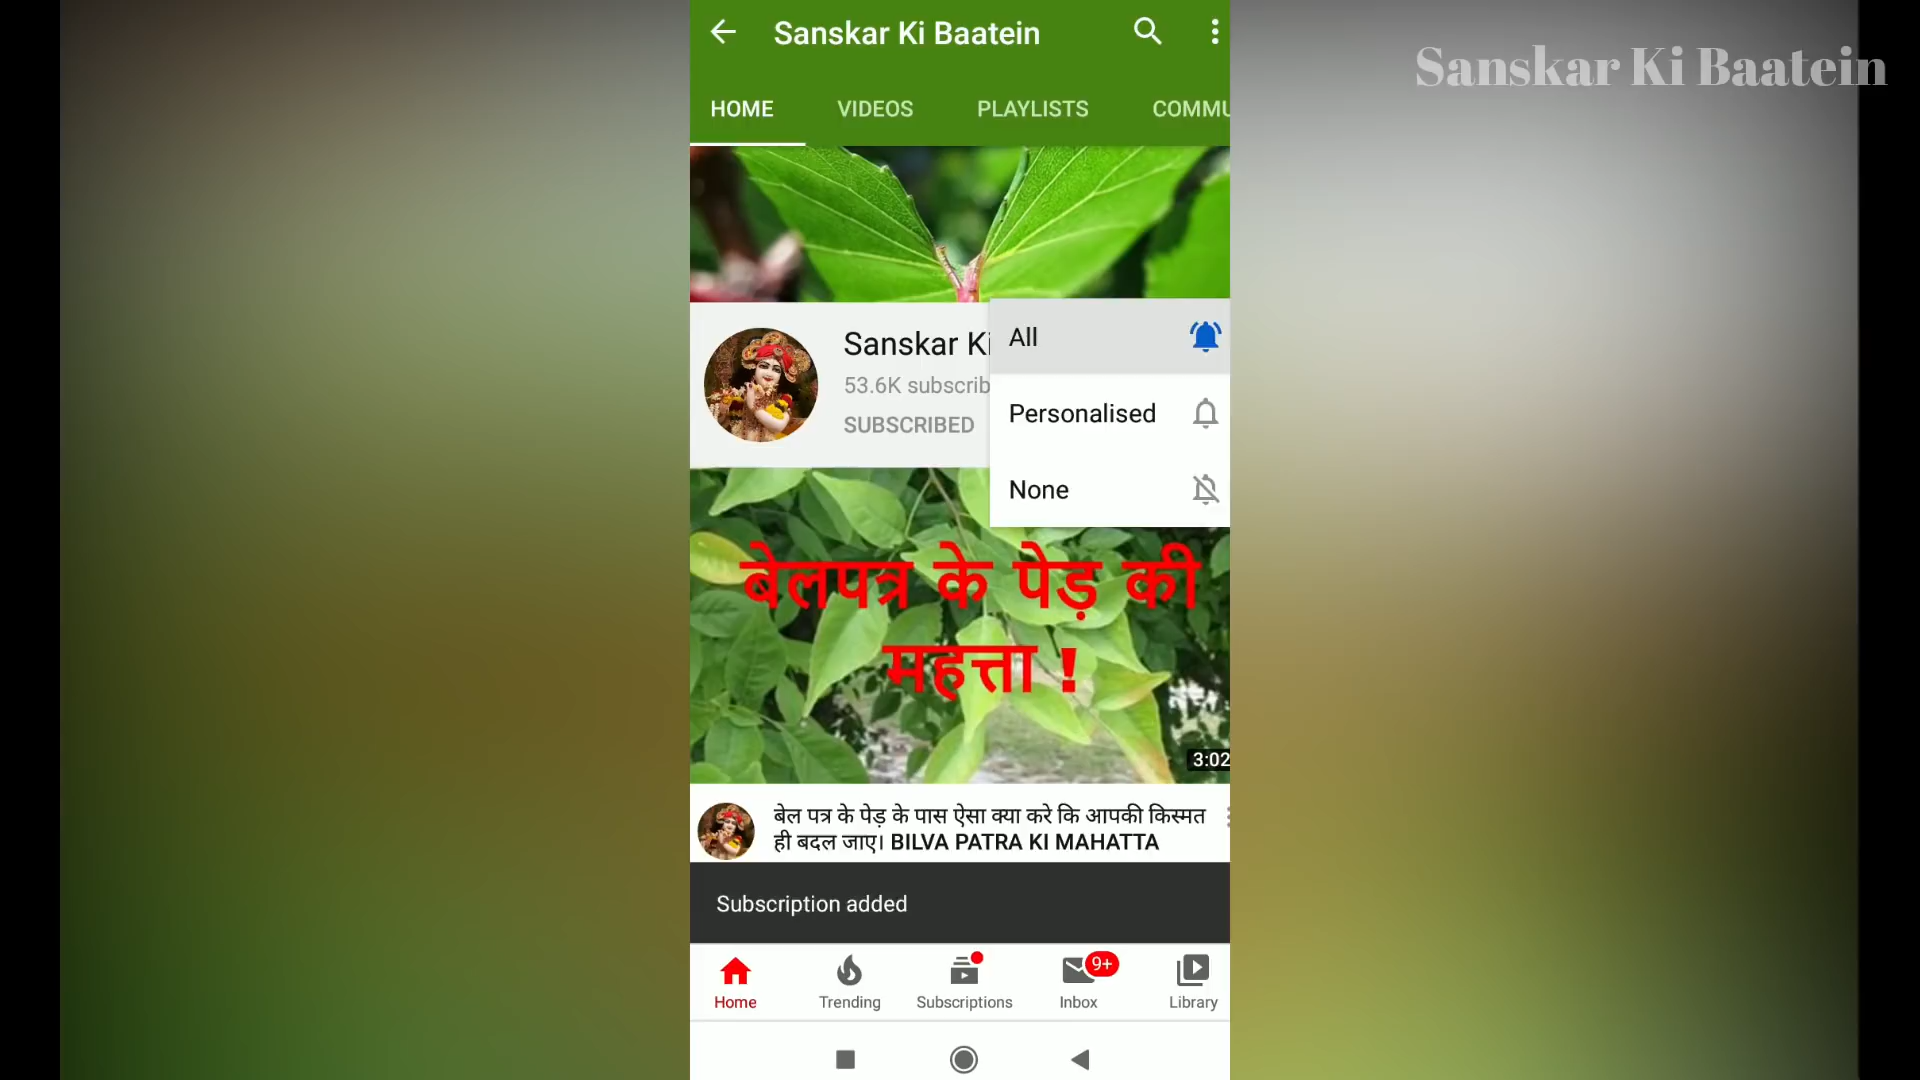 Sanskar Ki Baatein
Sanskar Ki Baatein
HOME VIDEOS PLAYLISTS COMMU
Sanskar Ki
All
53.6K subscrib
SUBSCRIBED
Personalised
None
बेलपत्र के पेड़ की
महत्ता !
3:02
बेल पत्र के पेड़ के पास ऐसा क्या करे कि आपकी किस्मत
ही बदल जाए। BILVA PATRA KI MAHATTA
Subscription added
9+
Home Trending Subscriptions Inbox Library